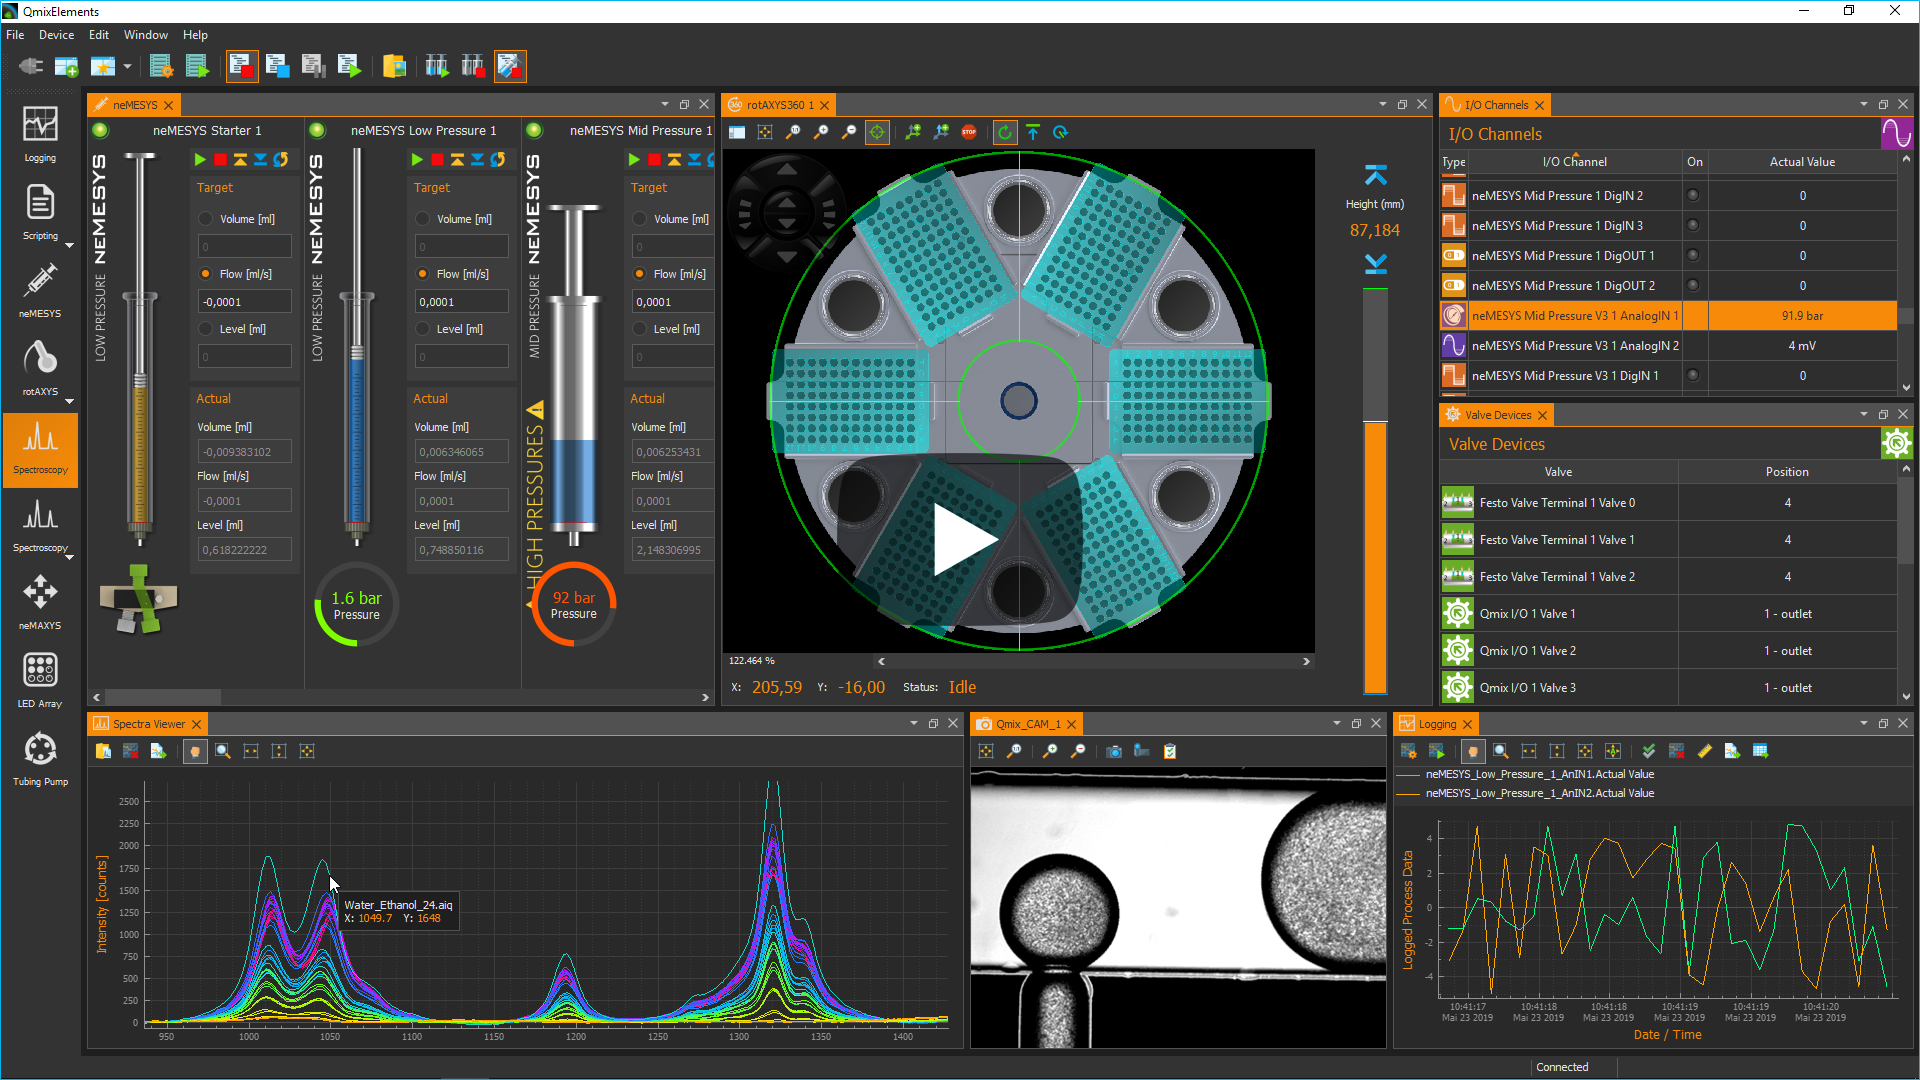 QmixElements
File Device Edit Window Help
Logging
Scripting
neMESYS
rotAXYS
Spectroscopy
Spectroscopy
neMAXYS
LED Array
Tubing Pump
neMESYS
neMESYS Starter 1
LOW PRESSURE NEMESYS
Target
Volume [ml]
0
Flow [ml/s]
-0,0001
Level [ml]
0
Actual
Volume [ml]
-0,009383102
Flow [ml/s]
-0,0001
Level [ml]
0,618222222
neMESYS Low Pressure 1
LOW PRESSURE NEMESYS
Target
Volume [ml]
0
Flow [ml/s]
0,0001
Level [ml]
0
Actual
Volume [ml]
0,006346065
Flow [ml/s]
0,0001
Level [ml]
0,748850116
1.6 bar
Pressure
neMESYS Mid Pressure 1
MID PRESSURE NEMESYS
HIGH PRESSURES
Target
Volume [ml]
0
Flow [ml/s]
0,0001
Level [ml]
0
Actual
Volume [ml]
0,006253431
Flow [ml/s]
0,0001
Level [ml]
2,148306995
92 bar
Pressure
rotAXYS360 1
STOP
Height (mm)
87,184
122.464 %
X: 205,59 Y: -16,00 Status: Idle
I/O Channels
I/O Channels
Type I/O Channel On Actual Value
neMESYS Mid Pressure 1 DigIN 2 0
neMESYS Mid Pressure 1 DigIN 3 0
neMESYS Mid Pressure 1 DigOUT 1 0
neMESYS Mid Pressure 1 DigOUT 2 0
neMESYS Mid Pressure V3 1 AnalogIN 1 91.9 bar
neMESYS Mid Pressure V3 1 AnalogIN 2 4 mV
neMESYS Mid Pressure V3 1 DigIN 1 0
Valve Devices
Valve Devices
Valve Position
Festo Valve Terminal 1 Valve 0 4
Festo Valve Terminal 1 Valve 1 4
Festo Valve Terminal 1 Valve 2 4
Qmix I/O 1 Valve 1 1 - outlet
Qmix I/O 1 Valve 2 1 - outlet
Qmix I/O 1 Valve 3 1 - outlet
Spectra Viewer
Intensity [counts]
2500
2250
2000
1750
1500
1250
1000
750
500
250
0
950 1000 1050 1100 1150 1200 1250 1300 1350 1400
Water_Ethanol_24.aiq
X: 1049.7 Y: 1648
Qmix_CAM_1
Logging
neMESYS_Low_Pressure_1_AnIN1.Actual Value
neMESYS_Low_Pressure_1_AnIN2.Actual Value
Logged Process Data
4
2
0
-2
-4
10:41:17 10:41:18 10:41:18 10:41:19 10:41:19 10:41:20
Mai 23 2019 Mai 23 2019 Mai 23 2019 Mai 23 2019 Mai 23 2019 Mai 23 2019
Date / Time
Connected